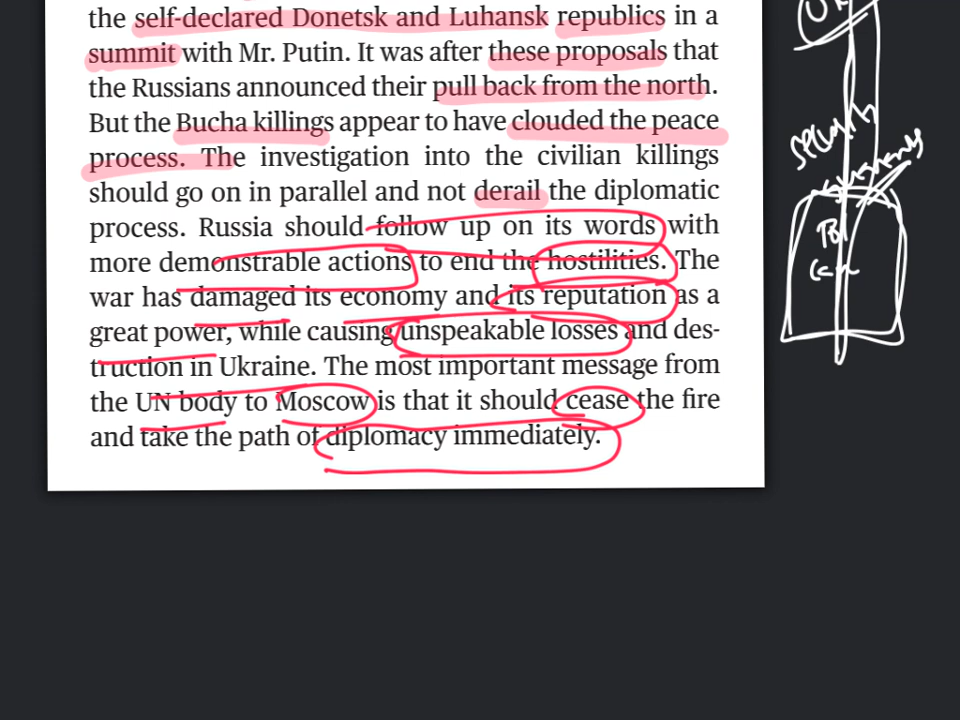 the self-declared Donetsk and Luhansk republics in a
summit with Mr. Putin. It was after these proposals that
the Russians announced their pull back from the north.
But the Bucha killings appear to have clouded the peace
process. The investigation into the civilian killings
should go on in parallel and not derail the diplomatic
process. Russia should follow up on its words with
more demonstrable actions to end the hostilities. The
war has damaged its economy and its reputation as a
great power, while causing unspeakable losses and des-
truction in Ukraine. The most important message from
the UN body to Moscow is that it should cease the fire
and take the path of diplomacy immediately.